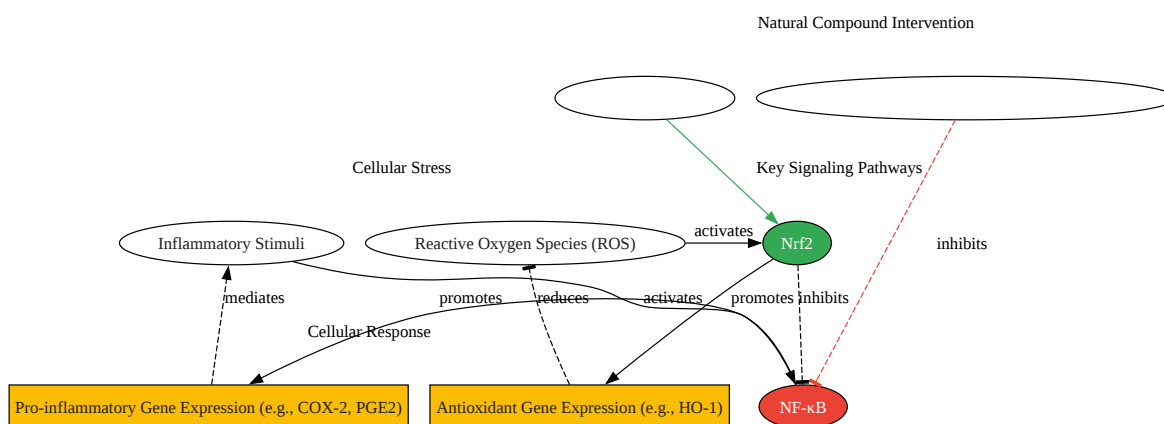 Natural Compound Intervention
Cellular Stress
Key Signaling Pathways
Inflammatory Stimuli
Reactive Oxygen Species (ROS)
activates
Nrf2
inhibits
mediates
promotes
reduces
activates
promotes
inhibits
Cellular Response
Pro-inflammatory Gene Expression (e.g., COX-2, PGE2)
Antioxidant Gene Expression (e.g., HO-1)
NF-κB